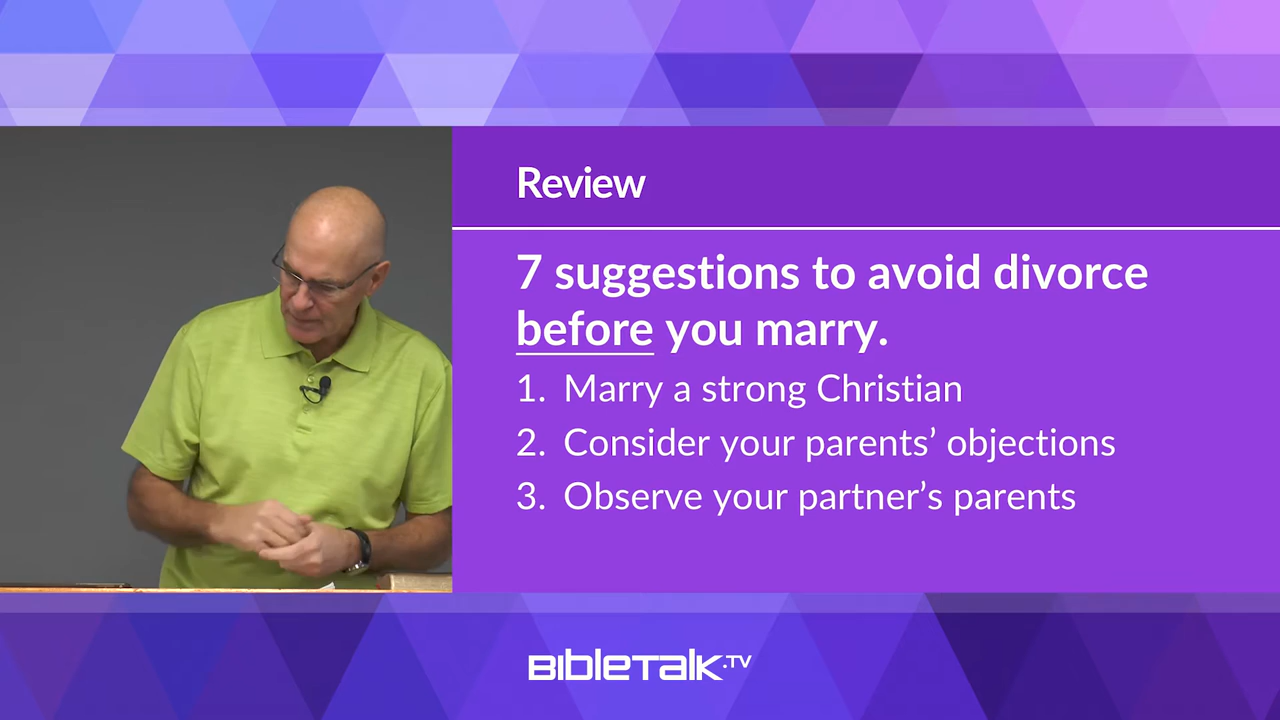 Review
7 suggestions to avoid divorce
before you marry.
1. Marry a strong Christian
2. Consider your parents’ objections
3. Observe your partner’s parents
BibleTalk.TV